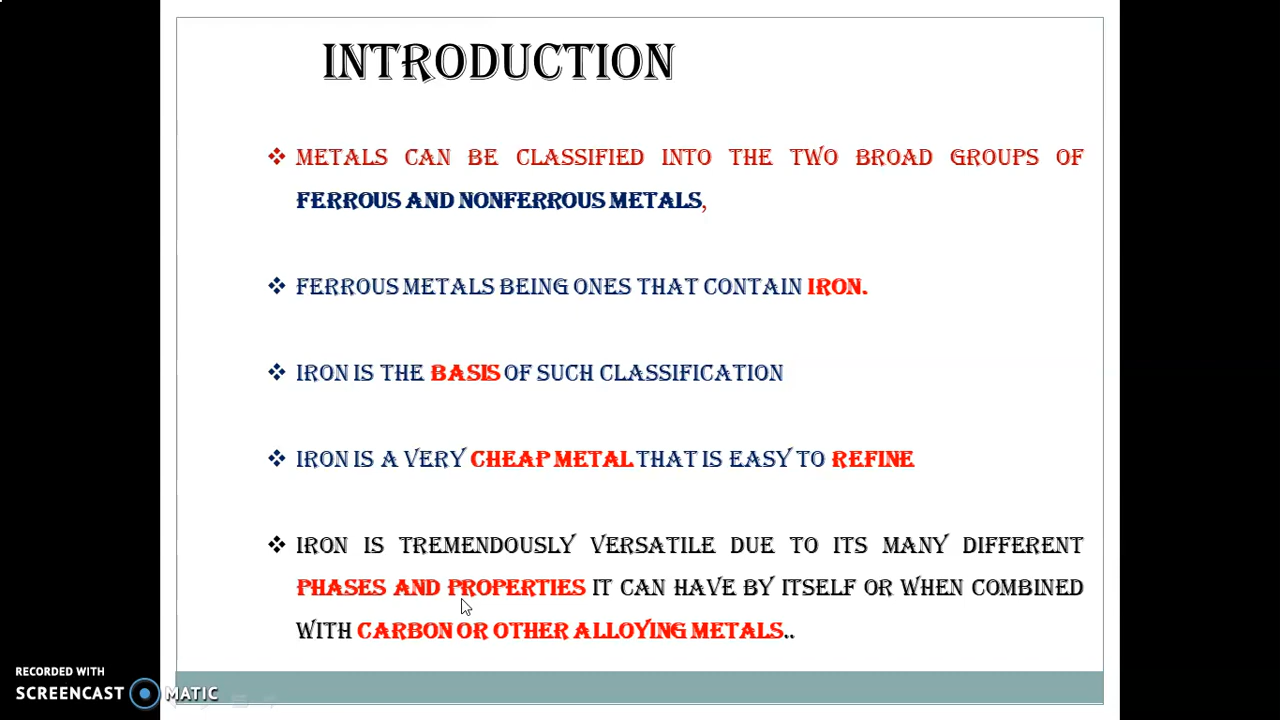 INTRODUCTION
❖ METALS CAN BE CLASSIFIED INTO THE TWO BROAD GROUPS OF
FERROUS AND NONFERROUS METALS,
❖ FERROUS METALS BEING ONES THAT CONTAIN IRON.
❖ IRON IS THE BASIS OF SUCH CLASSIFICATION
❖ IRON IS A VERY CHEAP METAL THAT IS EASY TO REFINE
❖ IRON IS TREMENDOUSLY VERSATILE DUE TO ITS MANY DIFFERENT
PHASES AND PROPERTIES IT CAN HAVE BY ITSELF OR WHEN COMBINED
WITH CARBON OR OTHER ALLOYING METALS..
RECORDED WITH
SCREENCAST MATIC